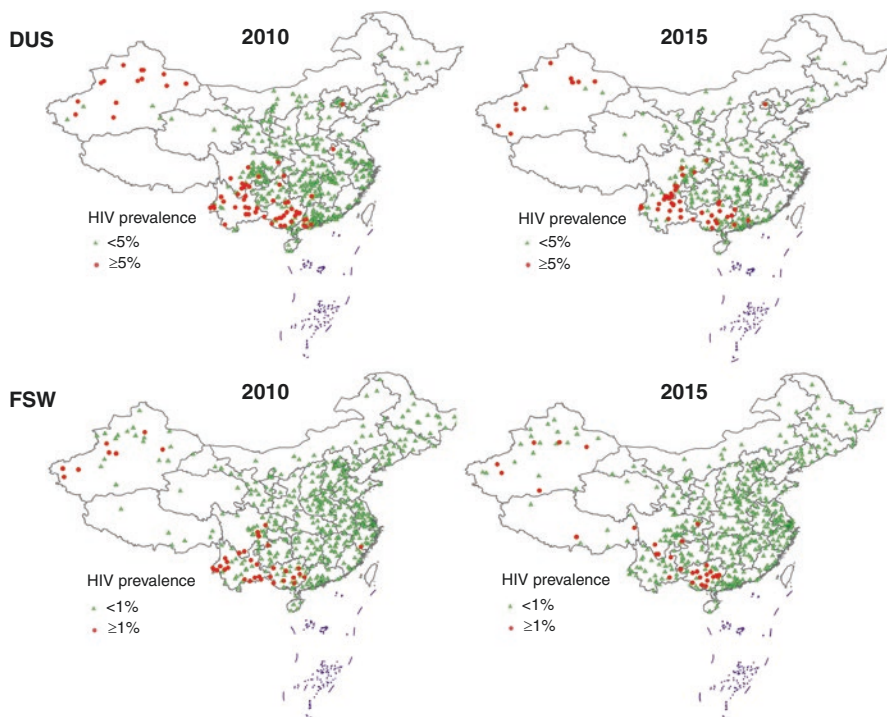 DUS
2010
2015
HIV prevalence
<5%
≥5%
HIV prevalence
<5%
≥5%
FSW
2010
2015
HIV prevalence
<1%
≥1%
HIV prevalence
<1%
≥1%